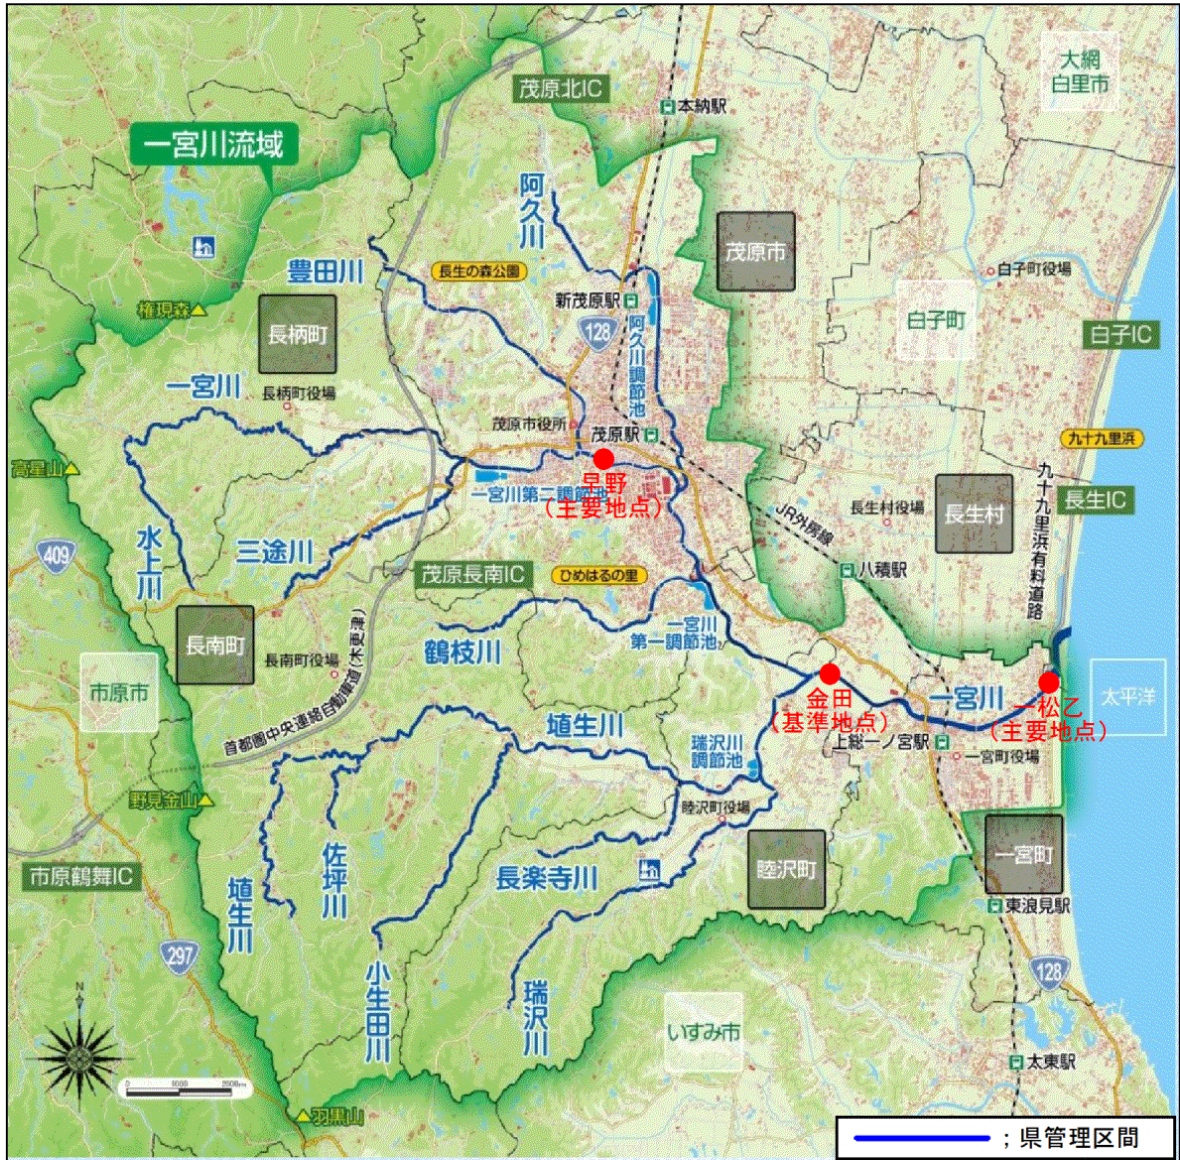 大網
白里市
茂原北IC
本納駅
一宮川流域
阿久川
茂原市
豊田川
長生の森公園
白子町役場
新茂原駅
権現森
128
阿久川調節池
白子町
白子IC
長柄町
一宮川
長柄町役場
茂原市役所
茂原駅
九十九里浜
高星山
早野
(主要地点)
一宮川第二調節池
九十九里浜有料道路
長生IC
長生村役場
長生村
JR外房線
水上川
三途川
409
茂原長南IC
ひめはるの里
八積駅
長南町
長南町役場
鶴枝川
一宮川
第一調節池
市原市
金田
(基準地点)
一宮川
一松乙
(主要地点)
太平洋
首都圏中央連絡自動車道(木更津)
埴生川
瑞沢川
調節池
上総一ノ宮駅
一宮町役場
野見金山
睦沢町役場
市原鶴舞IC
埴生川
佐坪川
長楽寺川
睦沢町
一宮町
東浪見駅
297
小生田川
瑞沢川
128
いすみ市
太東駅
N
羽黒山
;県管理区間